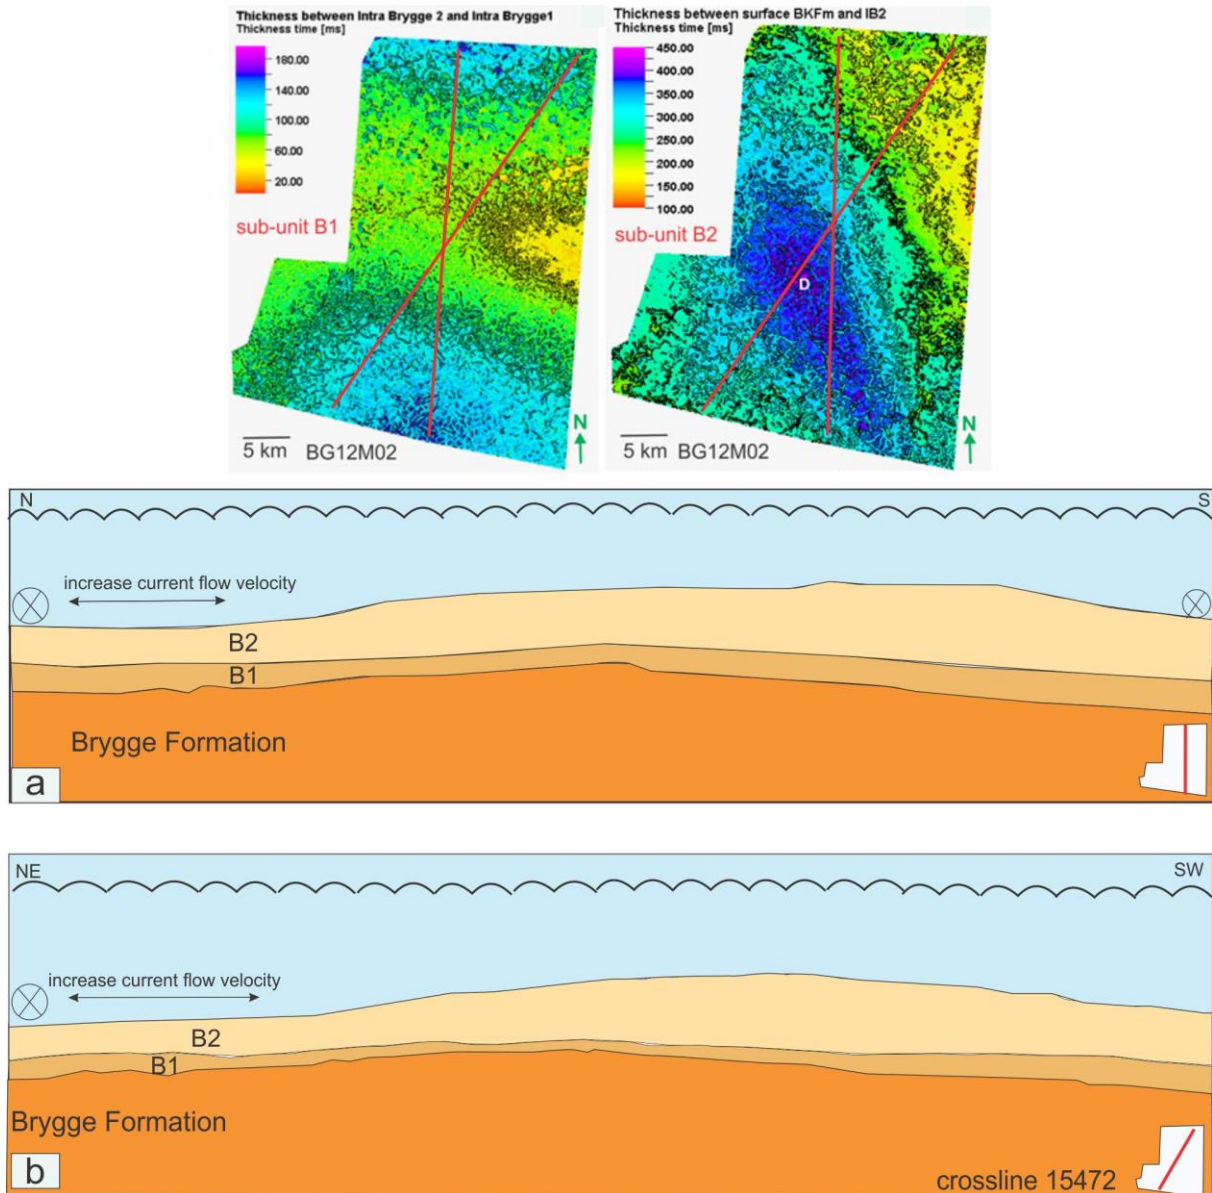 Thickness between Intra Brygge 2 and Intra Brygge1
Thickness time [ms]
180.00
140.00
100.00
60.00
20.00
sub-unit B1
5 km
BG12M02
N
Thickness between surface BKFm and IB2
Thickness time [ms]
450.00
400.00
350.00
300.00
250.00
200.00
150.00
100.00
sub-unit B2
D
5 km
BG12M02
N
N
S
increase current flow velocity
B2
B1
Brygge Formation
a
NE
SW
increase current flow velocity
B2
B1
Brygge Formation
b
crossline 15472